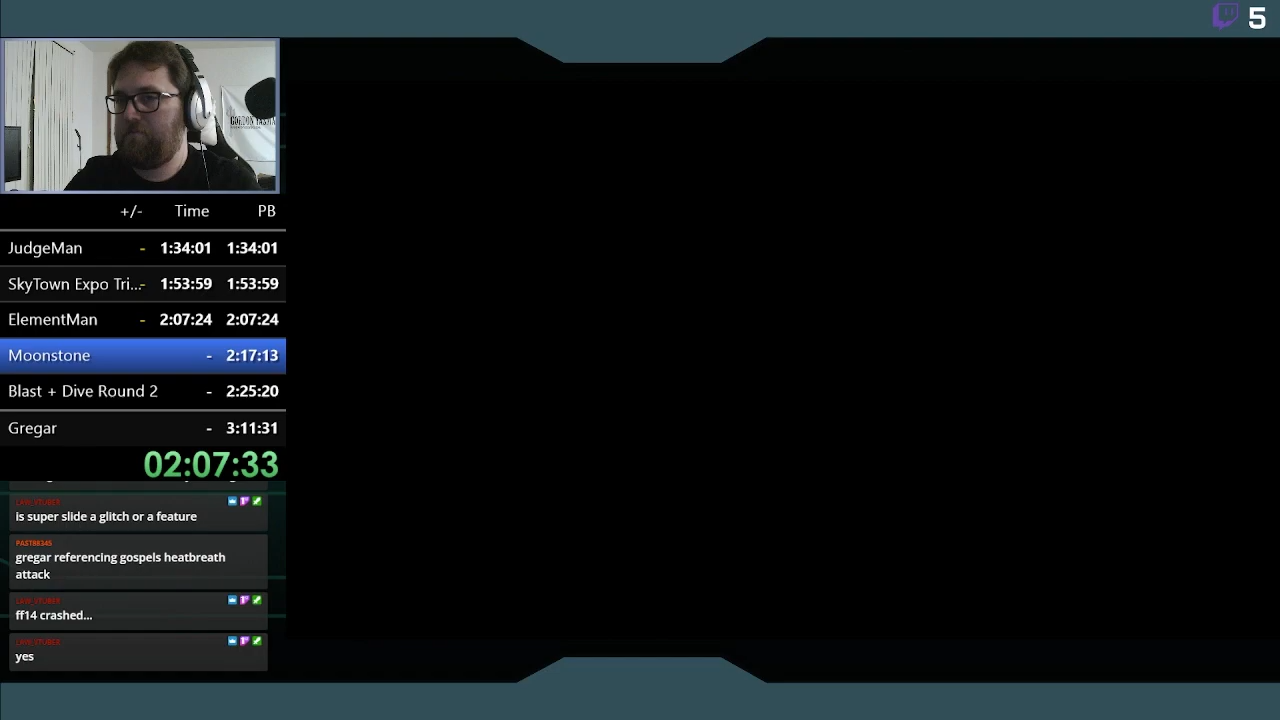 5
+/- Time PB
JudgeMan - 1:34:01 1:34:01
SkyTown Expo Tri... - 1:53:59 1:53:59
ElementMan - 2:07:24 2:07:24
Moonstone - 2:17:13
Blast + Dive Round 2 - 2:25:20
Gregar - 3:11:31
02:07:33
is super slide a glitch or a feature
PAST88345
gregar referencing gospels heatbreath
attack
ff14 crashed...
yes